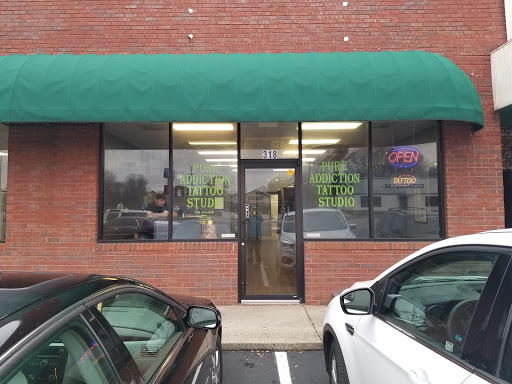 318
PURE
ADDICTION
TATTOO
STUDIO
PURE
ADDICTION
TATTOO
STUDIO
OPEN
TATTOO